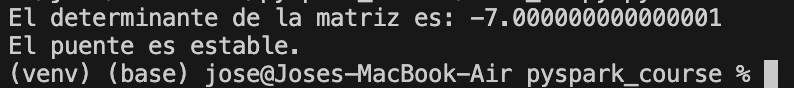 El determinante de la matriz es: -7.000000000000001
El puente es estable.
(venv) (base) jose@Joses-MacBook-Air pyspark_course %